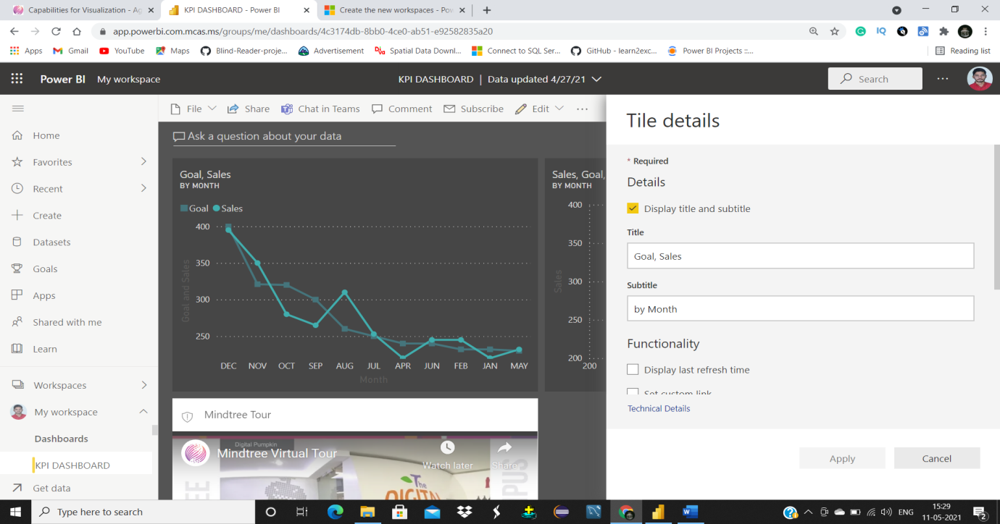 Capabilities for Visualization - Ag
KPI DASHBOARD - Power BI
Create the new workspaces - Pow
app.powerbi.com.mcas.ms/groups/me/dashboards/4c3174db-8bb0-4ce0-ab51-e92582835a20
Apps
Gmail
YouTube
Maps
Blind-Reader-proje...
Advertisement
Spatial Data Downl...
Connect to SQL Ser...
GitHub - learn2exc...
Power BI Projects ::...
Reading list
Power BI
My workspace
KPI DASHBOARD | Data updated 4/27/21
Search
File
Share
Chat in Teams
Comment
Subscribe
Edit
Home
Favorites
Recent
Create
Datasets
Goals
Apps
Shared with me
Learn
Workspaces
My workspace
Dashboards
KPI DASHBOARD
Get data
Ask a question about your data
Goal, Sales
BY MONTH
Goal Sales
400
350
300
250
Goal and Sales
DEC NOV OCT SEP AUG JUL APR JUN FEB JAN MAY
Month
Sales, Goal,
BY MONTH
400
350
300
250
200
Sales
200
Mindtree Tour
Digital Pumpkin
Mindtree Virtual Tour
Watch later
Share
The
DIGITAL
Tile details
* Required
Details
Display title and subtitle
Title
Goal, Sales
Subtitle
by Month
Functionality
Display last refresh time
Set custom link
Technical Details
Apply
Cancel
Type here to search
ENG
15:29
11-05-2021
2